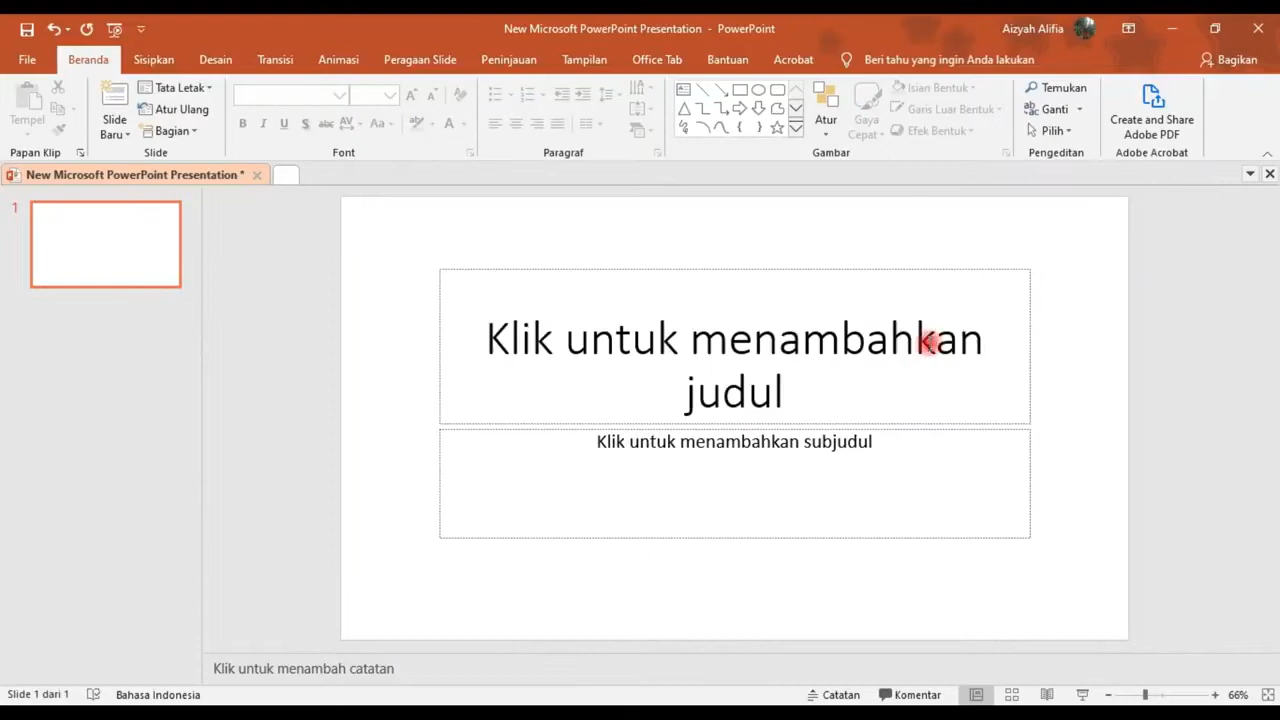 New Microsoft PowerPoint Presentation - PowerPoint
Aizyah Alifia
File Beranda Sisipkan Desain Transisi Animasi Peragaan Slide Peninjauan Tampilan Office Tab Bantuan Acrobat Beri tahu yang ingin Anda lakukan Bagikan
Tempel
Papan Klip
Slide
Baru
Tata Letak
Atur Ulang
Bagian
Slide
B I U S abc AV Aa
Font
Paragraf
Atur
Gaya
Cepat
Isian Bentuk
Garis Luar Bentuk
Efek Bentuk
Gambar
Temukan
Ganti
Pilih
Pengeditan
Create and Share
Adobe PDF
Adobe Acrobat
New Microsoft PowerPoint Presentation *
1
Klik untuk menambahkan
judul
Klik untuk menambahkan subjudul
Klik untuk menambah catatan
Slide 1 dari 1 Bahasa Indonesia Catatan Komentar 66%